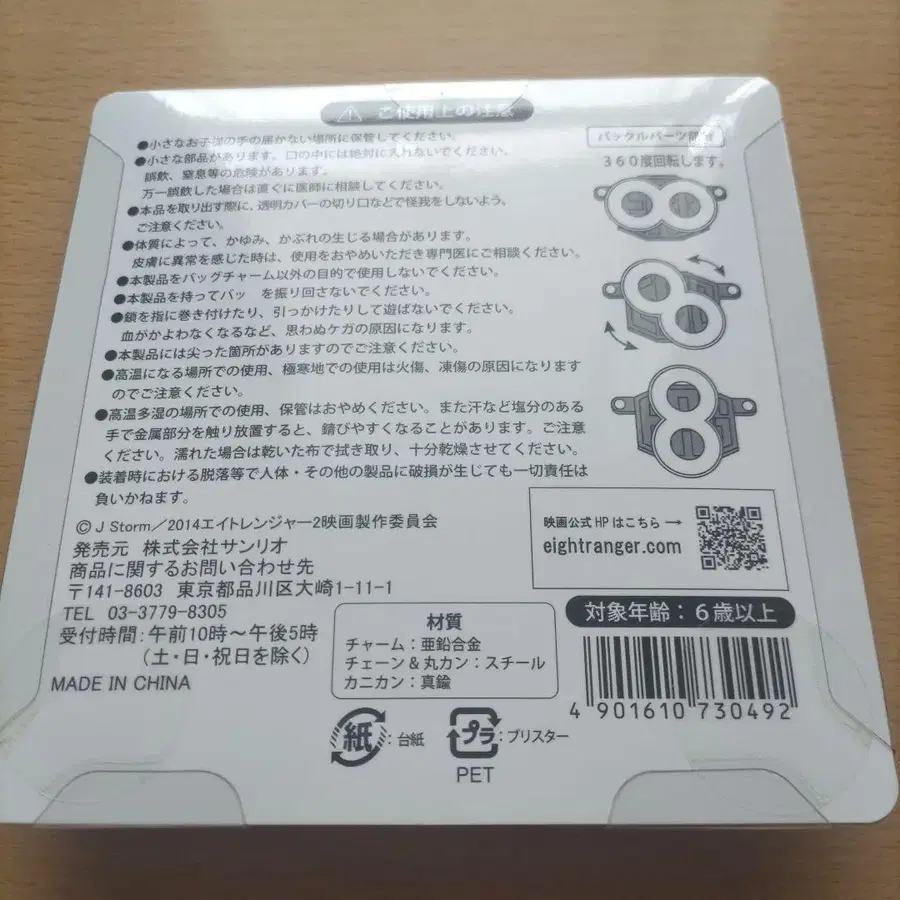 ご使用上の注意
●小さなお子様の手の届かない場所に保管してください。
●小さな部品があります。口の中には絶対に入れないでください。
誤飲、窒息等の危険があります。
万一誤飲した場合は直ぐに医師に相談してください。
●本品を取り出す際に、透明カバーの切り口などで怪我をしないよう、
ご注意ください。
●体質によって、かゆみ、かぶれの生じる場合があります。
皮膚に異常を感じた時は、使用をおやめいただき専門医にご相談ください。
●本製品をバッグチャーム以外の目的で使用しないでください。
●本製品を持ってバッ を振り回さないでください。
●鎖を指に巻き付けたり、引っかけたりして遊ばないでください。
血がかよわなくなるなど、思わぬケガの原因になります。
●本製品には尖った箇所がありますのでご注意ください。
●高温になる場所での使用、極寒地での使用は火傷、凍傷の原因になります
のでご注意ください。
●高温多湿の場所での使用、保管はおやめください。また汗など塩分のある
手で金属部分を触り放置すると、錆びやすくなることがあります。ご注意
ください。濡れた場合は乾いた布で拭き取り、十分乾燥させてください。
●装着時における脱落等で人体・その他の製品に破損が生じても一切責任は
負いかねます。
バックルパーツ部分
360度回転します。
© J Storm/2014エイトレンジャー2映画製作委員会
発売元 株式会社サンリオ
商品に関するお問い合わせ先
〒141-8603 東京都品川区大崎1-11-1
TEL 03-3779-8305
受付時間:午前10時～午後5時
(土・日・祝日を除く)
MADE IN CHINA
映画公式HPはこちら→
eightranger.com
対象年齢:6歳以上
材質
チャーム:亜鉛合金
チェーン&丸カン:スチール
カニカン:真鍮
4 901610 730492
紙:台紙
プラ:ブリスター
PET